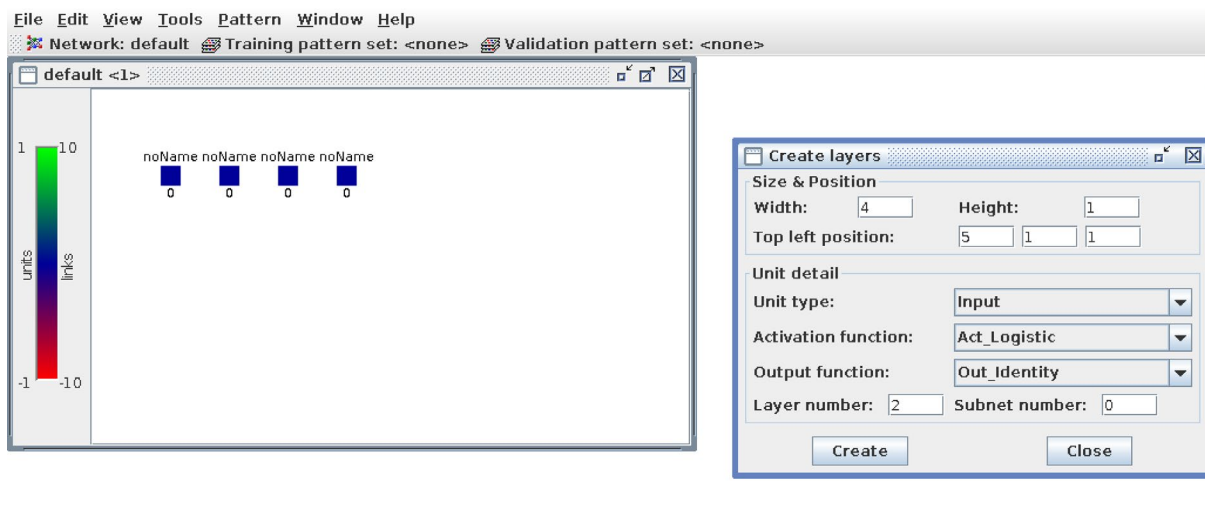 File Edit View Tools Pattern Window Help
Network: default Training pattern set: <none> Validation pattern set: <none>
default <1>
1 10
noName noName noName noName
0 0 0 0
units links
-1 -10
Create layers
Size & Position
Width: 4 Height: 1
Top left position: 5 1 1
Unit detail
Unit type: Input
Activation function: Act_Logistic
Output function: Out_Identity
Layer number: 2 Subnet number: 0
Create Close